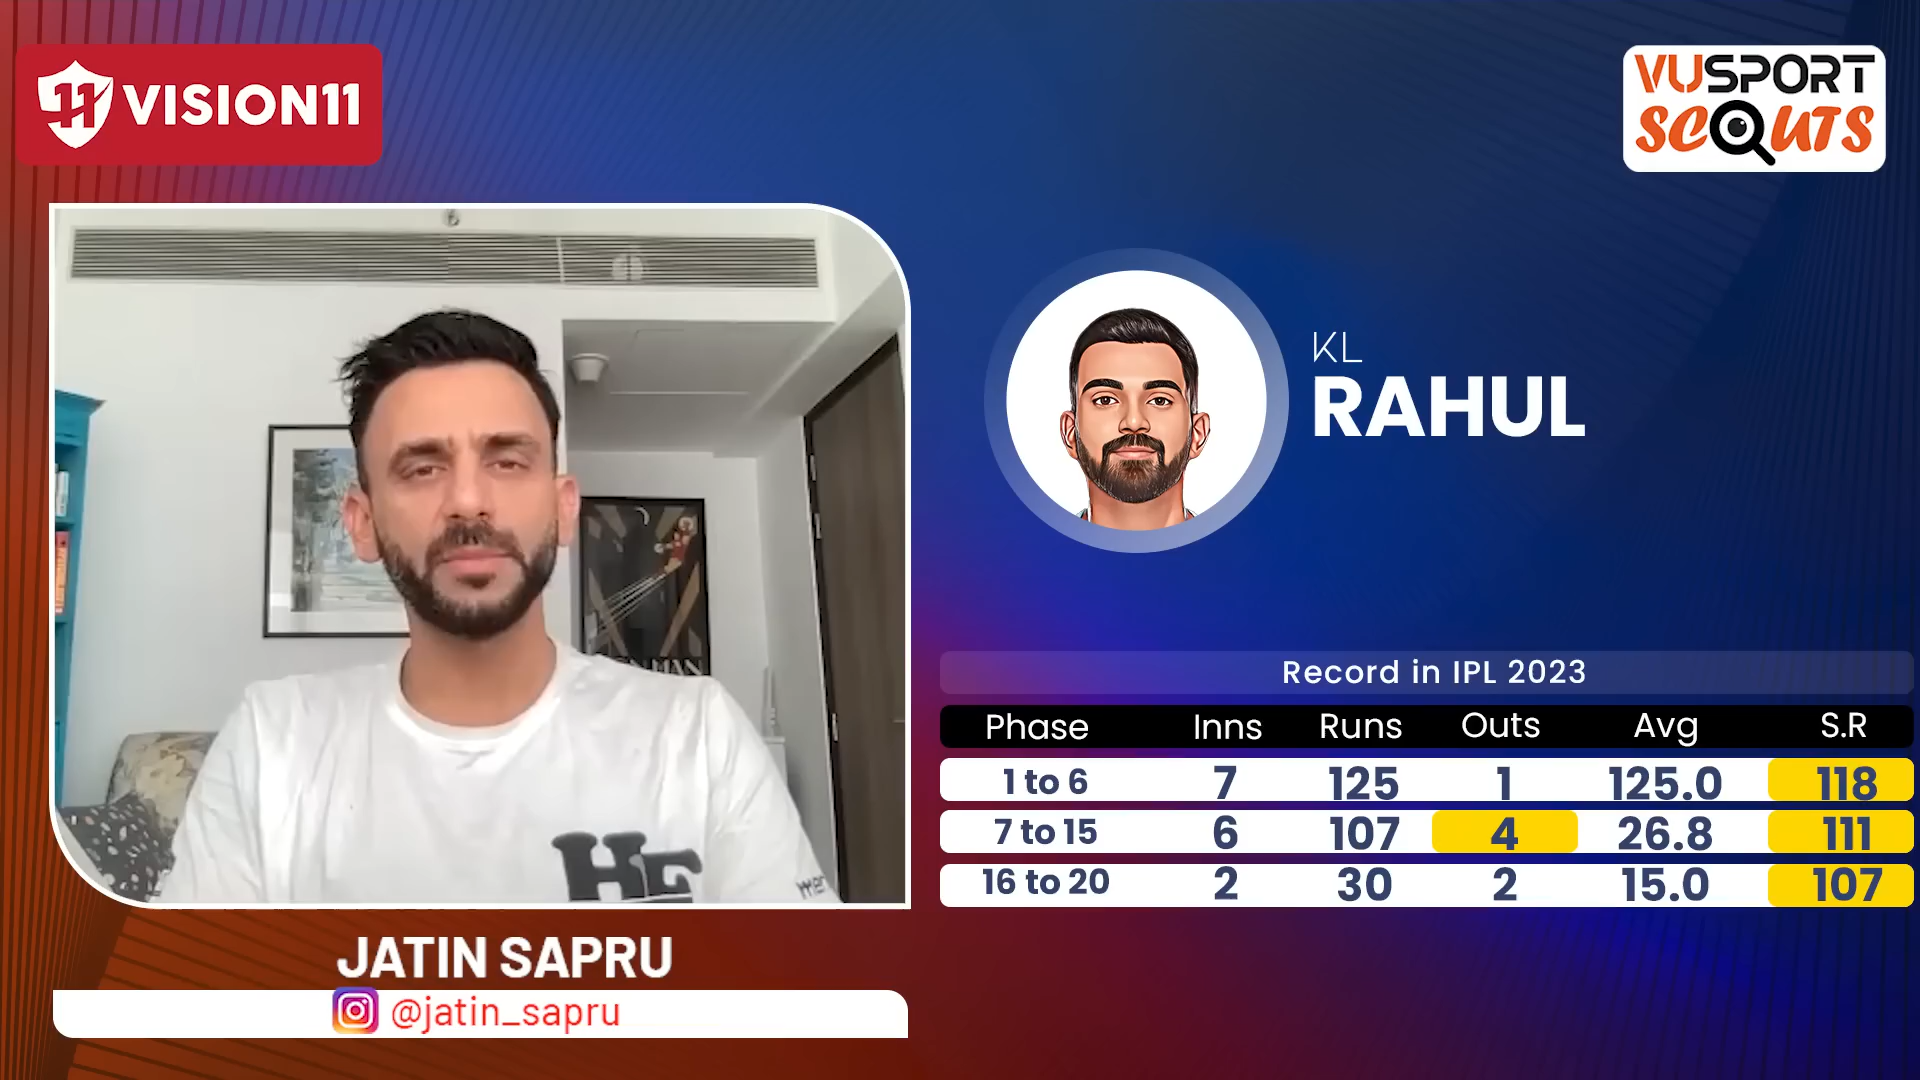 VISION11
VUSPORT
SCOUTS
KL
RAHUL
Record in IPL 2023
Phase Inns Runs Outs Avg S.R
1 to 6 7 125 1 125.0 118
7 to 15 6 107 4 26.8 111
16 to 20 2 30 2 15.0 107
HF
JATIN SAPRU
@jatin_sapru